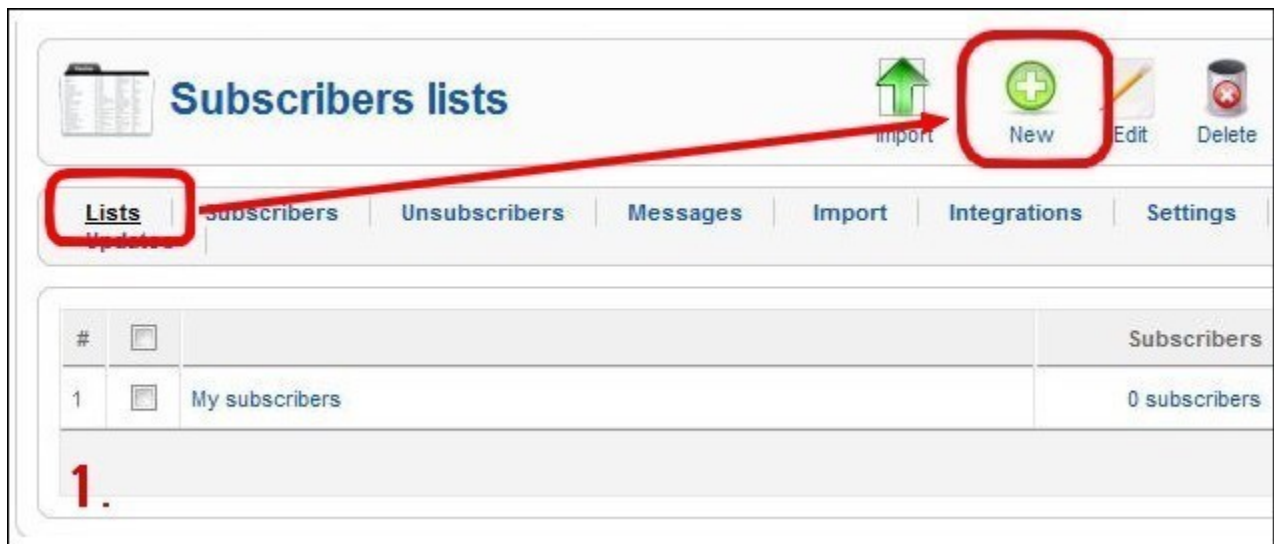 Subscribers lists
Import New Edit Delete
Lists Subscribers Unsubscribers Messages Import Integrations Settings
Updates
# Subscribers
1 My subscribers 0 subscribers
1.